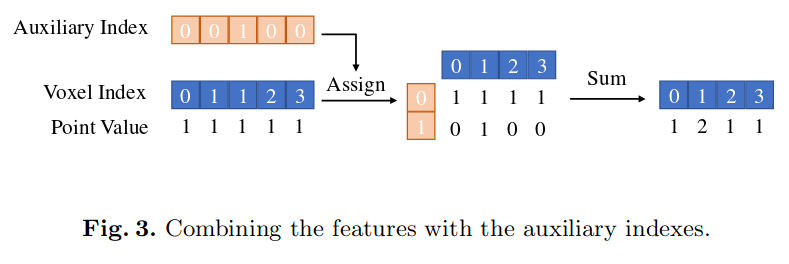 Auxiliary Index 0 0 1 0 0
Voxel Index 0 1 1 2 3
Point Value 1 1 1 1 1
Assign
0 1 2 3
0 1 1 1 1
1 0 1 0 0
Sum
0 1 2 3
1 2 1 1
Fig. 3. Combining the features with the auxiliary indexes.